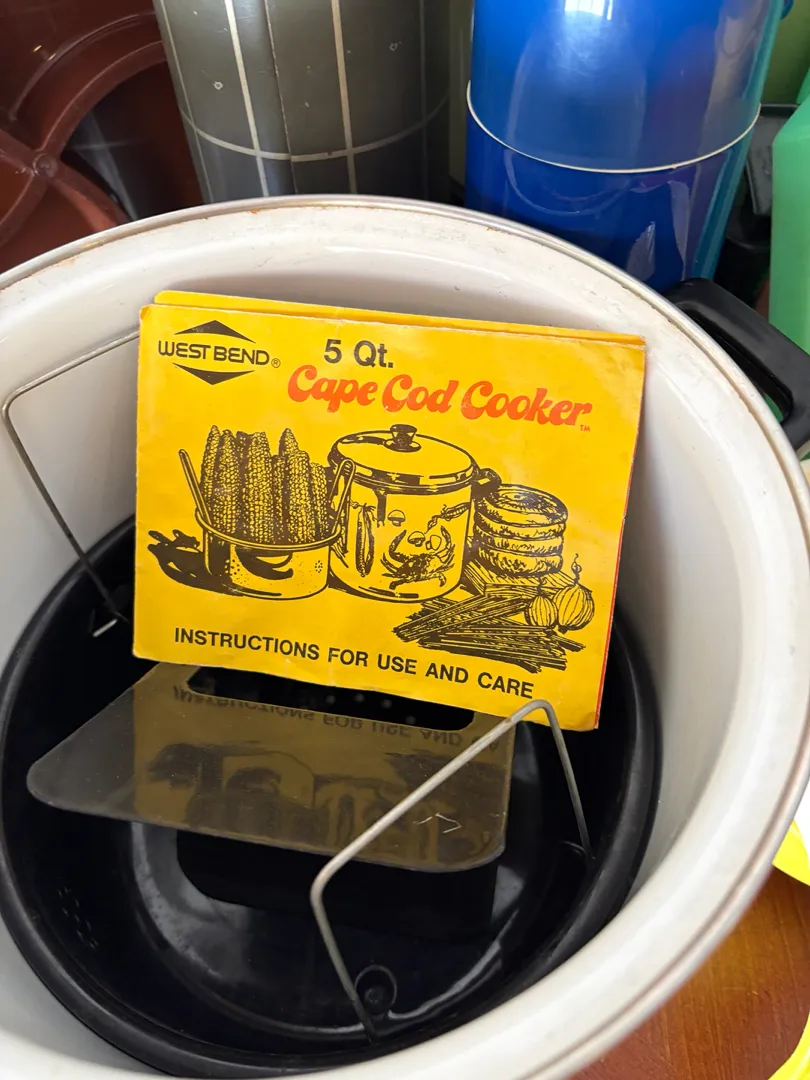 WEST BEND®
5 Qt.
Cape Cod Cooker™
INSTRUCTIONS FOR USE AND CARE